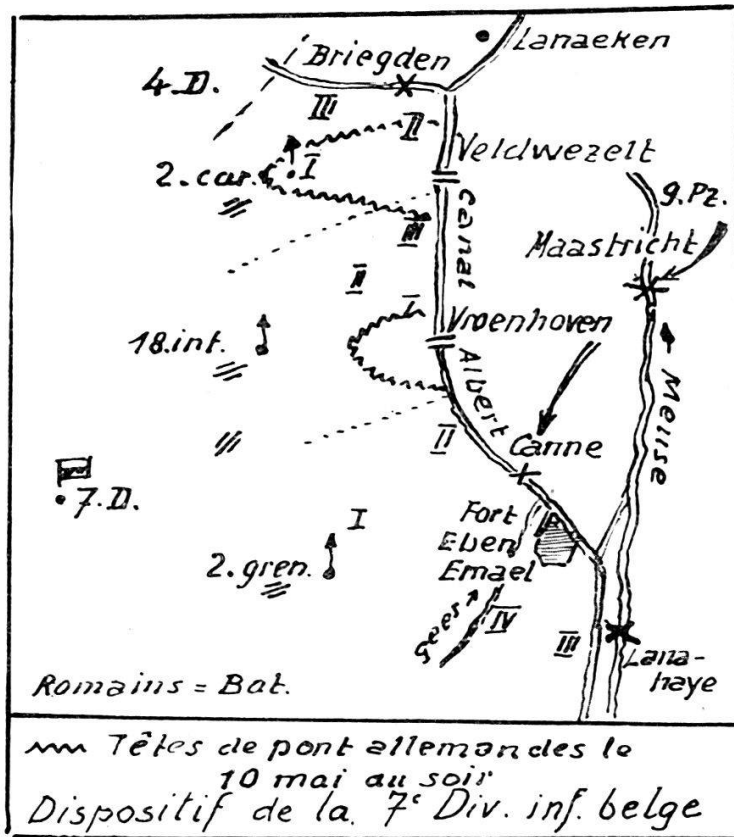 Lanaeken
Briegden
4.D.
III
II
Veldwezelt
2.car.
I
9.Pz.
Canal
Maastricht
III
II
I
Vroenhoven
18.inf.
Albert
Meuse
II
Canne
7.D.
I
Fort
Eben
Emael
2.gren.
Geer
IV
III
Lana-
haye
Romains = Bat.
Têtes de pont allemandes le
10 mai au soir
Dispositif de la 7e Div. inf. belge